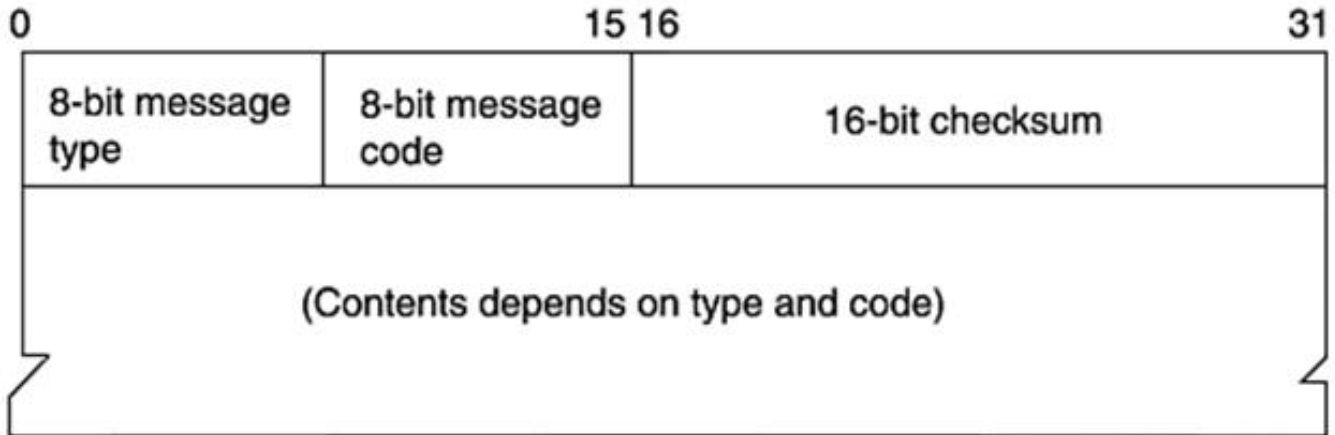 0 15 16 31
8-bit message
type
8-bit message
code
16-bit checksum
(Contents depends on type and code)